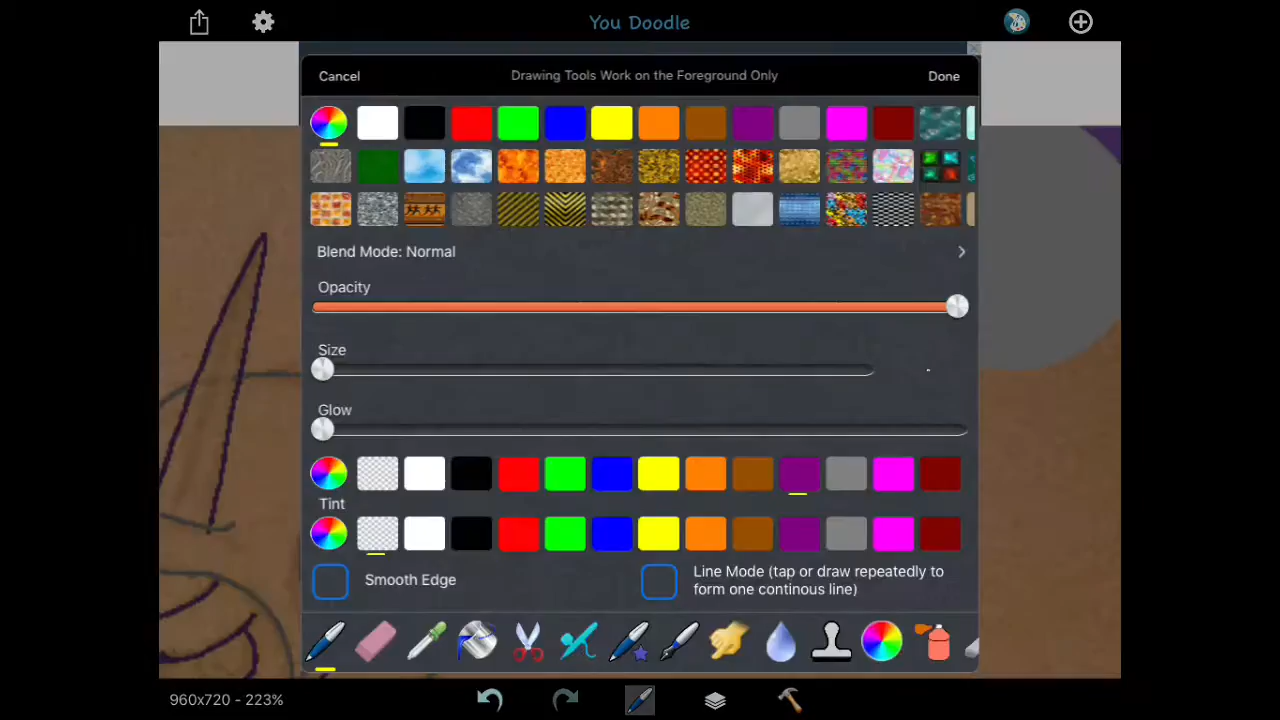 You Doodle
Cancel
Drawing Tools Work on the Foreground Only
Done
Blend Mode: Normal
Opacity
Size
Glow
Tint
Smooth Edge
Line Mode (tap or draw repeatedly to
form one continous line)
960x720 - 223%